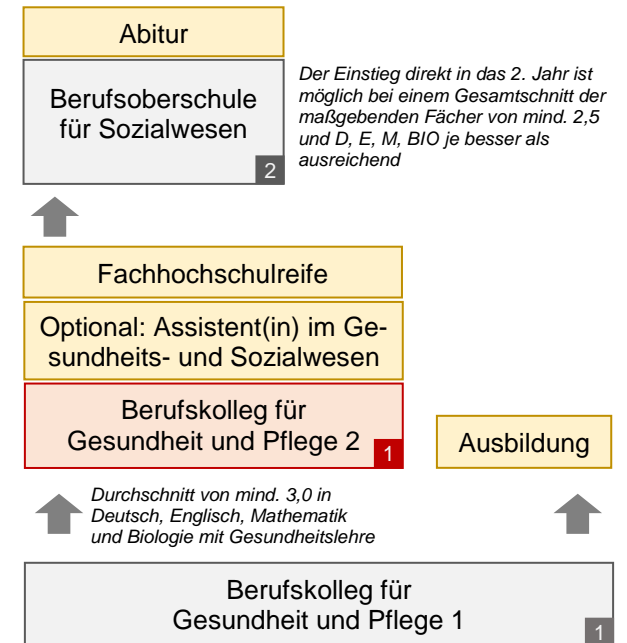 Abitur
Berufsoberschule
für Sozialwesen
2
Der Einstieg direkt in das 2. Jahr ist
möglich bei einem Gesamtschnitt der
maßgebenden Fächer von mind. 2,5
und D, E, M, BIO je besser als
ausreichend
Fachhochschulreife
Optional: Assistent(in) im Ge-
sundheits- und Sozialwesen
Berufskolleg für
Gesundheit und Pflege 2
1
Ausbildung
Durchschnitt von mind. 3,0 in
Deutsch, Englisch, Mathematik
und Biologie mit Gesundheitslehre
Berufskolleg für
Gesundheit und Pflege 1
1